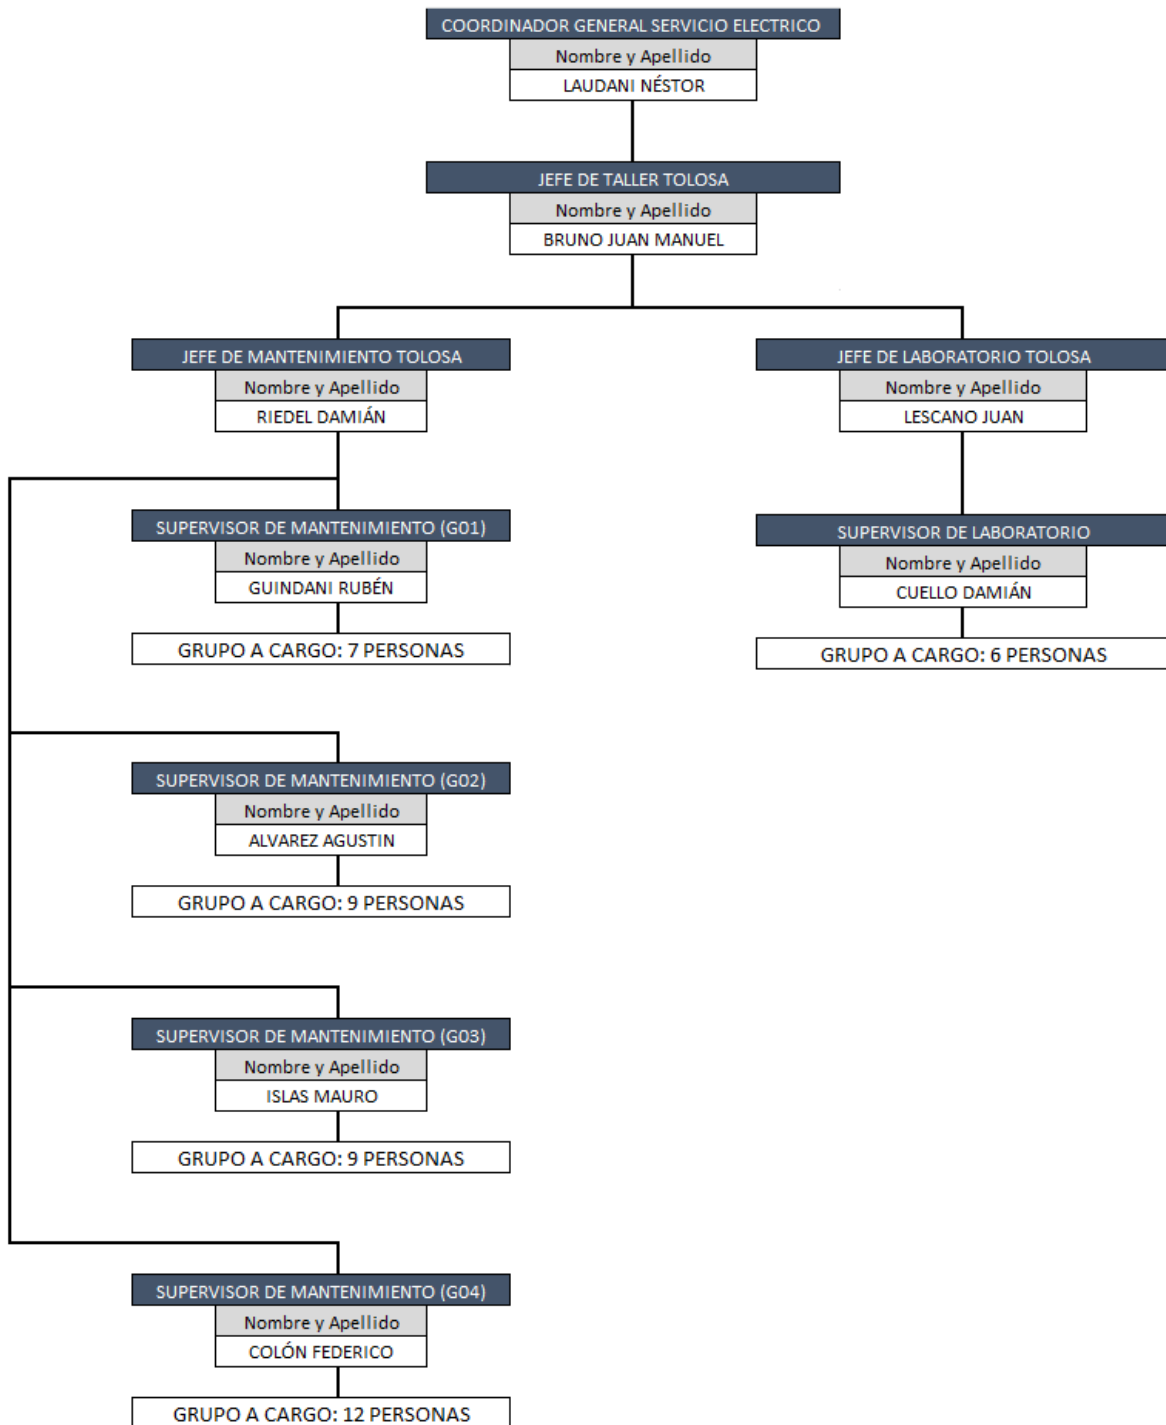 COORDINADOR GENERAL SERVICIO ELECTRICO
Nombre y Apellido
LAUDANI NÉSTOR
JEFE DE TALLER TOLOSA
Nombre y Apellido
BRUNO JUAN MANUEL
JEFE DE MANTENIMIENTO TOLOSA
Nombre y Apellido
RIEDEL DAMIÁN
JEFE DE LABORATORIO TOLOSA
Nombre y Apellido
LESCANO JUAN
SUPERVISOR DE MANTENIMIENTO (G01)
Nombre y Apellido
GUINDANI RUBÉN
GRUPO A CARGO: 7 PERSONAS
SUPERVISOR DE LABORATORIO
Nombre y Apellido
CUELLO DAMIÁN
GRUPO A CARGO: 6 PERSONAS
SUPERVISOR DE MANTENIMIENTO (G02)
Nombre y Apellido
ALVAREZ AGUSTIN
GRUPO A CARGO: 9 PERSONAS
SUPERVISOR DE MANTENIMIENTO (G03)
Nombre y Apellido
ISLAS MAURO
GRUPO A CARGO: 9 PERSONAS
SUPERVISOR DE MANTENIMIENTO (G04)
Nombre y Apellido
COLÓN FEDERICO
GRUPO A CARGO: 12 PERSONAS